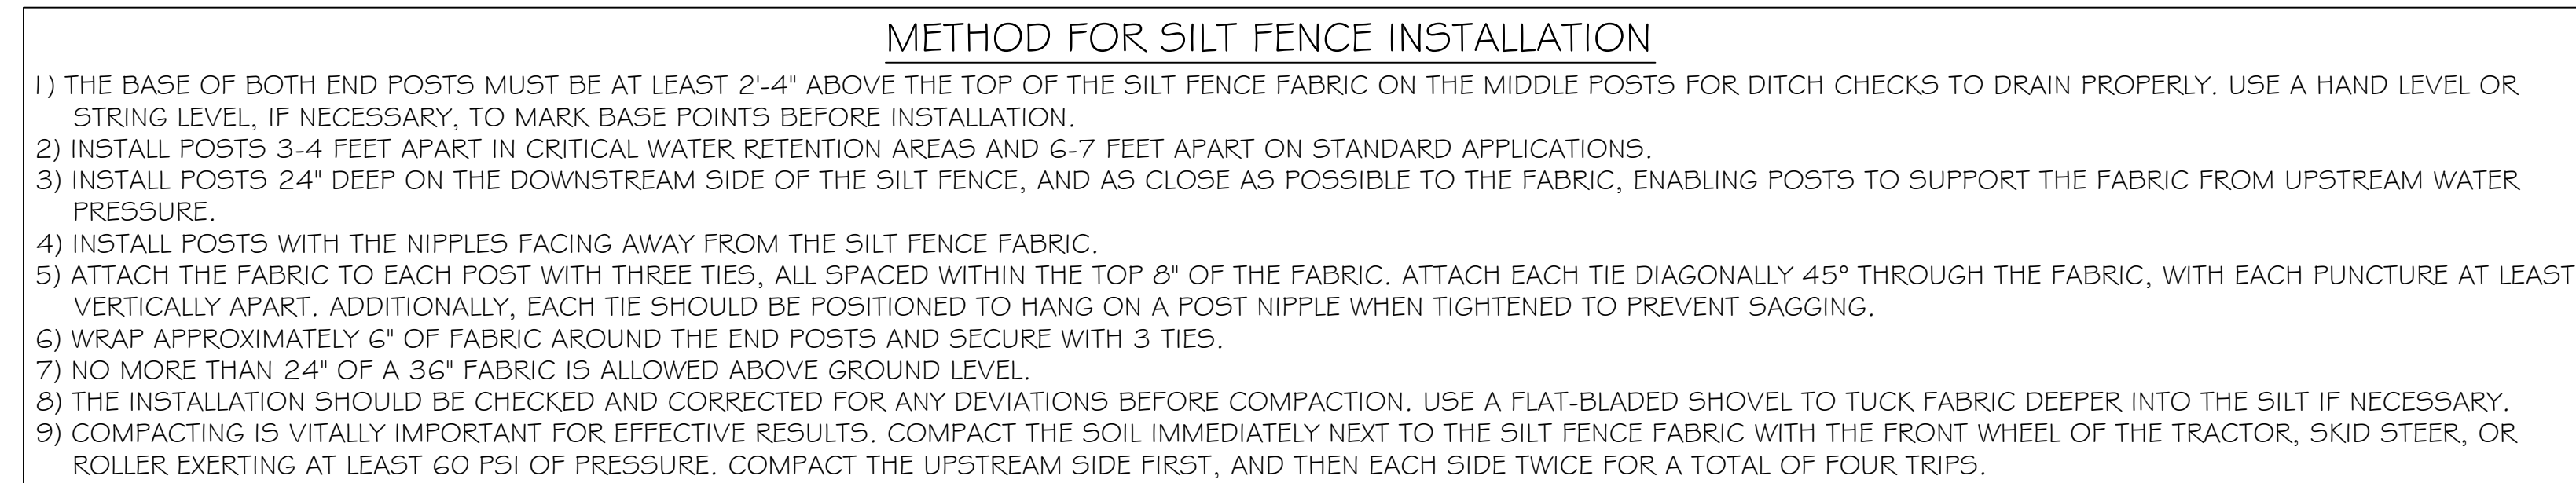 METHOD FOR SILT FENCE INSTALLATION
1) THE BASE OF BOTH END POSTS MUST BE AT LEAST 2'-4" ABOVE THE TOP OF THE SILT FENCE FABRIC ON THE MIDDLE POSTS FOR DITCH CHECKS TO DRAIN PROPERLY. USE A HAND LEVEL OR
STRING LEVEL, IF NECESSARY, TO MARK BASE POINTS BEFORE INSTALLATION.
2) INSTALL POSTS 3-4 FEET APART IN CRITICAL WATER RETENTION AREAS AND 6-7 FEET APART ON STANDARD APPLICATIONS.
3) INSTALL POSTS 24" DEEP ON THE DOWNSTREAM SIDE OF THE SILT FENCE, AND AS CLOSE AS POSSIBLE TO THE FABRIC, ENABLING POSTS TO SUPPORT THE FABRIC FROM UPSTREAM WATER
PRESSURE.
4) INSTALL POSTS WITH THE NIPPLES FACING AWAY FROM THE SILT FENCE FABRIC.
5) ATTACH THE FABRIC TO EACH POST WITH THREE TIES, ALL SPACED WITHIN THE TOP 8" OF THE FABRIC. ATTACH EACH TIE DIAGONALLY 45° THROUGH THE FABRIC, WITH EACH PUNCTURE AT LEAST
VERTICALLY APART. ADDITIONALLY, EACH TIE SHOULD BE POSITIONED TO HANG ON A POST NIPPLE WHEN TIGHTENED TO PREVENT SAGGING.
6) WRAP APPROXIMATELY 6" OF FABRIC AROUND THE END POSTS AND SECURE WITH 3 TIES.
7) NO MORE THAN 24" OF A 36" FABRIC IS ALLOWED ABOVE GROUND LEVEL.
8) THE INSTALLATION SHOULD BE CHECKED AND CORRECTED FOR ANY DEVIATIONS BEFORE COMPACTION. USE A FLAT-BLADED SHOVEL TO TUCK FABRIC DEEPER INTO THE SILT IF NECESSARY.
9) COMPACTING IS VITALLY IMPORTANT FOR EFFECTIVE RESULTS. COMPACT THE SOIL IMMEDIATELY NEXT TO THE SILT FENCE FABRIC WITH THE FRONT WHEEL OF THE TRACTOR, SKID STEER, OR
ROLLER EXERTING AT LEAST 60 PSI OF PRESSURE. COMPACT THE UPSTREAM SIDE FIRST, AND THEN EACH SIDE TWICE FOR A TOTAL OF FOUR TRIPS.